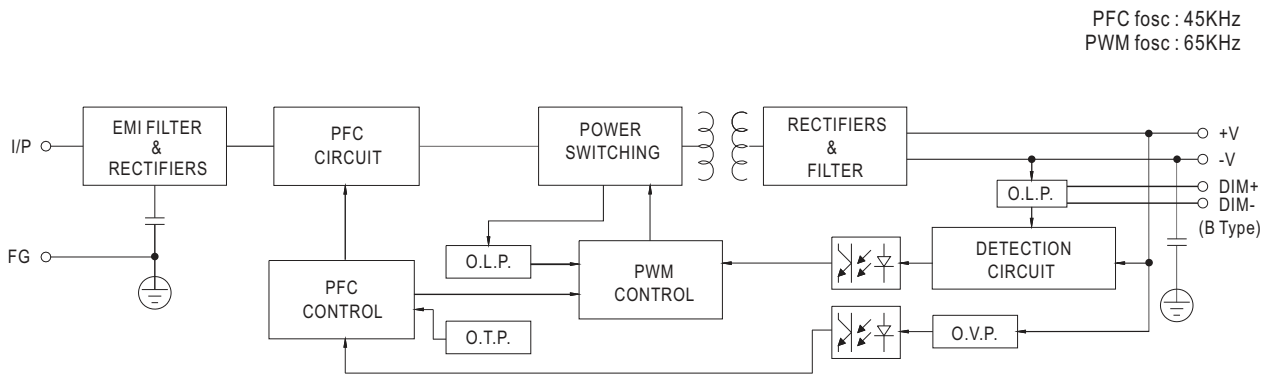 PFC fosc : 45KHz
PWM fosc : 65KHz
I/P
EMI FILTER
&
RECTIFIERS
PFC
CIRCUIT
POWER
SWITCHING
RECTIFIERS
&
FILTER
+V
-V
DIM+
DIM-
(B Type)
O.L.P.
FG
O.L.P.
PWM
CONTROL
DETECTION
CIRCUIT
PFC
CONTROL
O.T.P.
O.V.P.